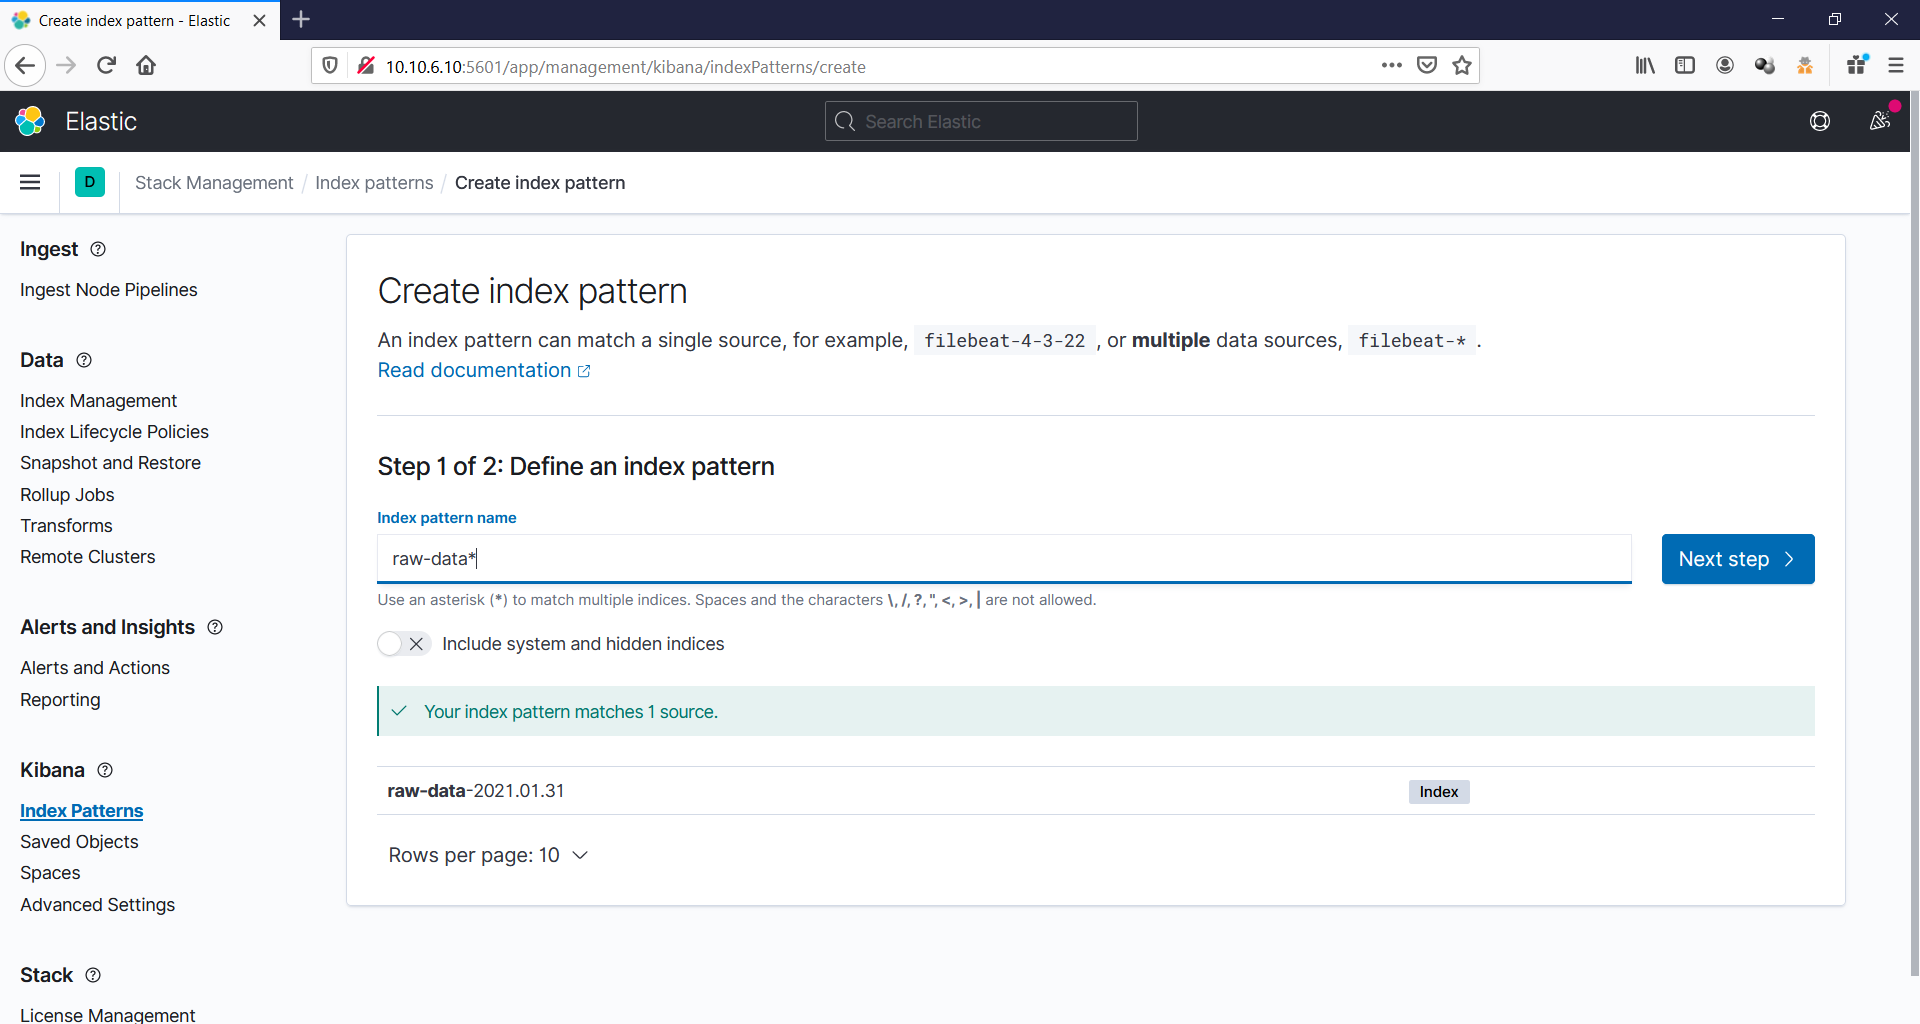 Create index pattern - Elastic
10.10.6.10:5601/app/management/kibana/indexPatterns/create
Elastic
Search Elastic
D
Stack Management / Index patterns / Create index pattern
Ingest
Ingest Node Pipelines
Data
Index Management
Index Lifecycle Policies
Snapshot and Restore
Rollup Jobs
Transforms
Remote Clusters
Alerts and Insights
Alerts and Actions
Reporting
Kibana
Index Patterns
Saved Objects
Spaces
Advanced Settings
Stack
License Management
Create index pattern
An index pattern can match a single source, for example, filebeat-4-3-22 , or multiple data sources, filebeat-* .
Read documentation
Step 1 of 2: Define an index pattern
Index pattern name
raw-data*
Next step
Use an asterisk (*) to match multiple indices. Spaces and the characters \, /, ?, ", <, >, | are not allowed.
Include system and hidden indices
Your index pattern matches 1 source.
raw-data-2021.01.31 Index
Rows per page: 10